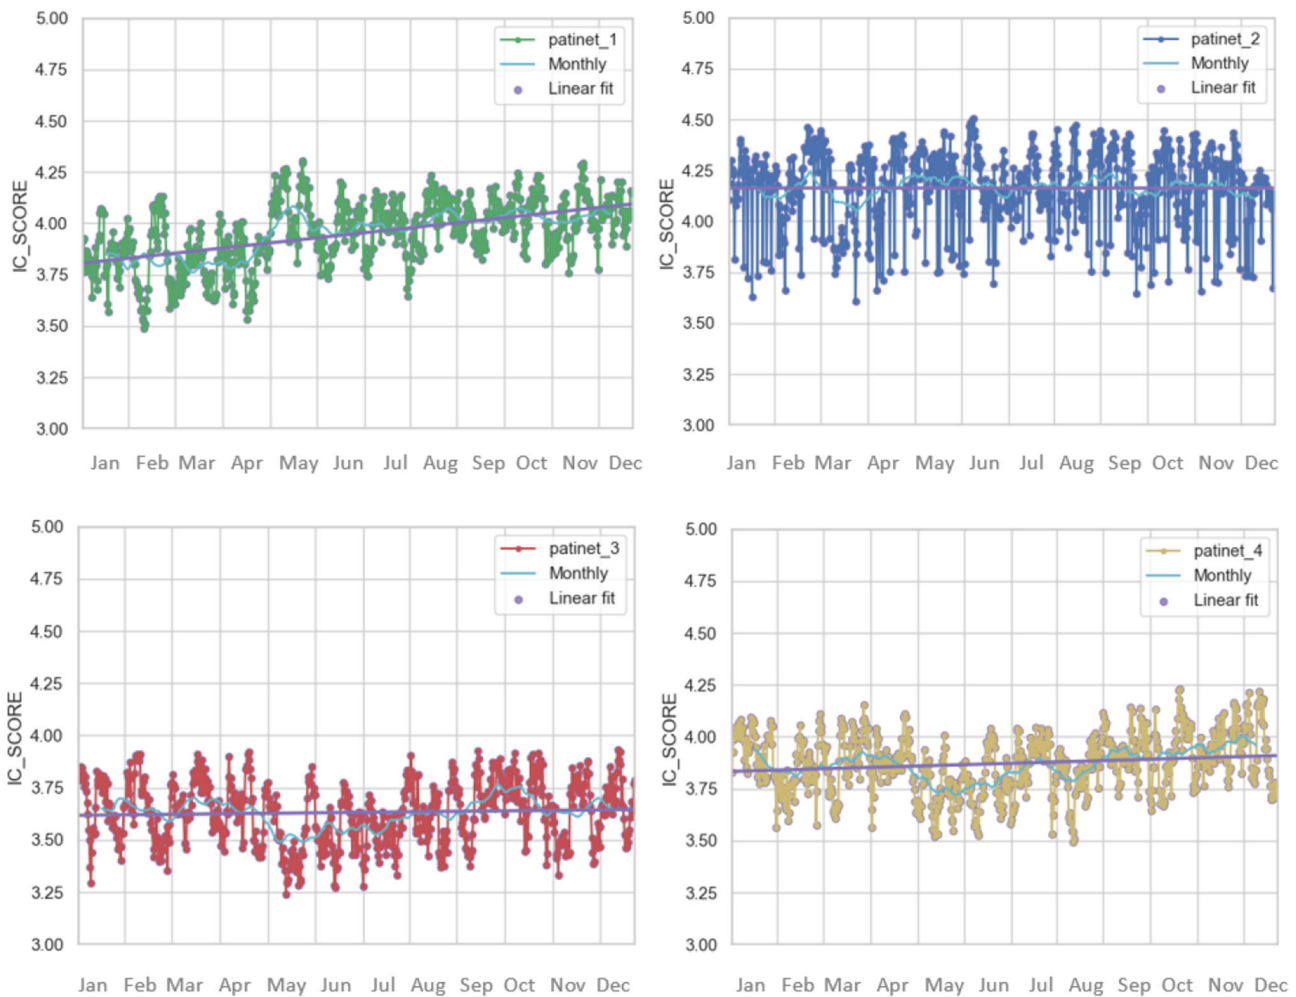 5.00
4.75
4.50
4.25
4.00
3.75
3.50
3.25
3.00
IC_SCORE
patinet_1
Monthly
Linear fit
Jan Feb Mar Apr May Jun Jul Aug Sep Oct Nov Dec
5.00
4.75
4.50
4.25
4.00
3.75
3.50
3.25
3.00
IC_SCORE
patinet_2
Monthly
Linear fit
Jan Feb Mar Apr May Jun Jul Aug Sep Oct Nov Dec
5.00
4.75
4.50
4.25
4.00
3.75
3.50
3.25
3.00
IC_SCORE
patinet_3
Monthly
Linear fit
Jan Feb Mar Apr May Jun Jul Aug Sep Oct Nov Dec
5.00
4.75
4.50
4.25
4.00
3.75
3.50
3.25
3.00
IC_SCORE
patinet_4
Monthly
Linear fit
Jan Feb Mar Apr May Jun Jul Aug Sep Oct Nov Dec